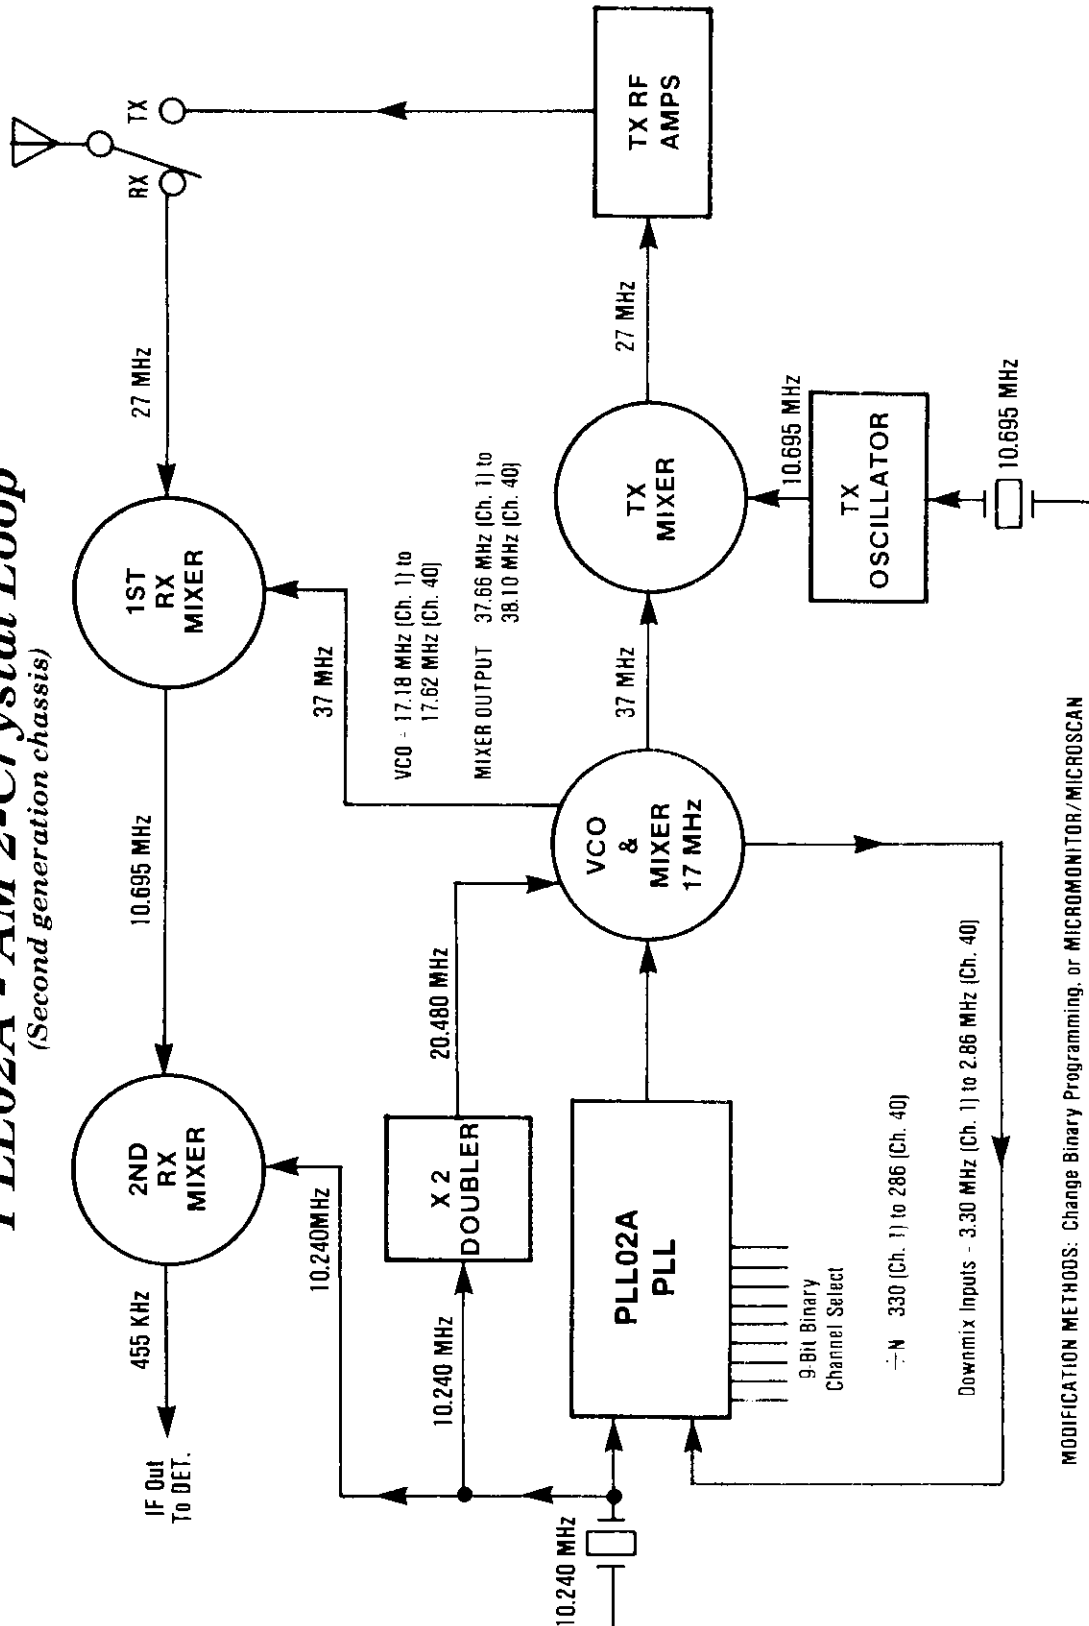 PLL02A - AM 2-Crystal Loop
(Second generation chassis)
TX
RX
27 MHz
1ST
RX
MIXER
10.695 MHz
2ND
RX
MIXER
455 KHz
IF Out
To DET.
37 MHz
10.240MHz
VCO - 17.18 MHz (Ch. 1) to
17.62 MHz (Ch. 40)
MIXER OUTPUT 37.66 MHz (Ch. 1) to
38.10 MHz (Ch. 40)
20.480 MHz
X 2
DOUBLER
10.240 MHz
TX RF
AMPS
27 MHz
TX
MIXER
37 MHz
VCO
&
MIXER
17 MHz
PLL02A
PLL
10.240 MHz
10.695 MHz
TX
OSCILLATOR
10.695 MHz
9-Bit Binary
Channel Select
÷N 330 (Ch. 1) to 286 (Ch. 40)
Downmix Inputs - 3.30 MHz (Ch. 1) to 2.86 MHz (Ch. 40)
MODIFICATION METHODS: Change Binary Programming, or MICROMONITOR/MICROSCAN